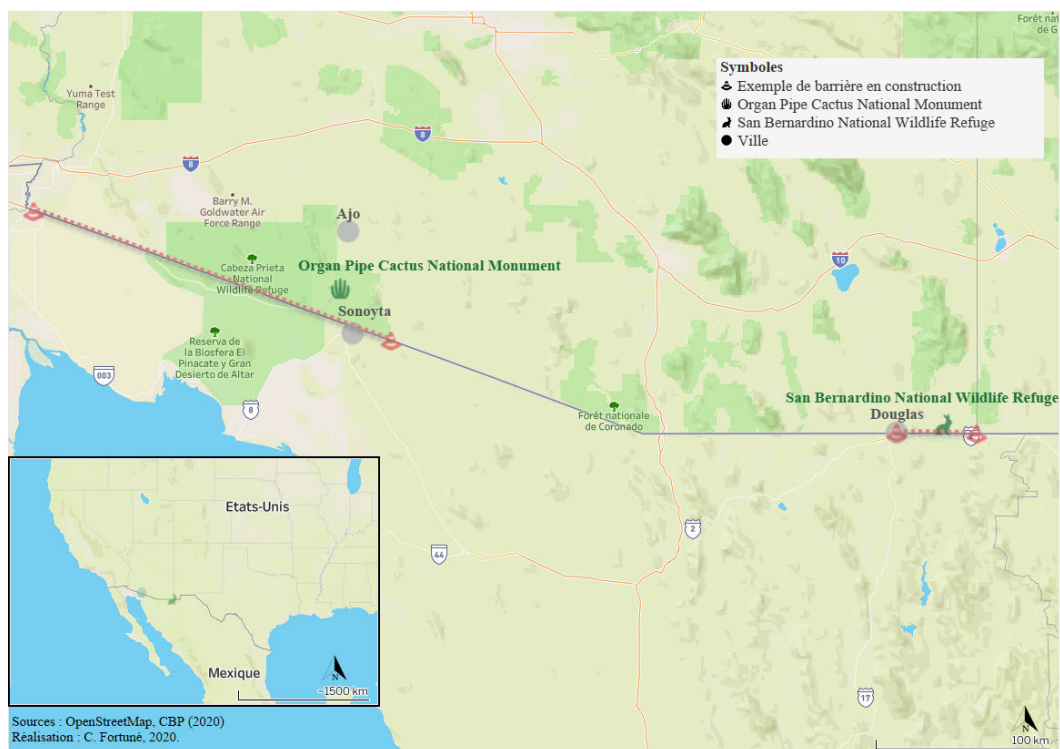 Forêt nat
de G
Symboles
Exemple de barrière en construction
Organ Pipe Cactus National Monument
San Bernardino National Wildlife Refuge
Ville
Yuma Test
Range
8
8
Barry M.
Goldwater Air
Force Range
Ajo
10
Cabeza Prieta
National
Wildlife Refuge
Organ Pipe Cactus National Monument
Sonoyta
Reserva de
la Biosfera El
Pinacate y Gran
Desierto de Altar
003
8
San Bernardino National Wildlife Refuge
Douglas
Forêt nationale
de Coronado
2
44
17
Etats-Unis
Mexique
N
~1500 km
Sources : OpenStreetMap, CBP (2020)
Réalisation : C. Fortuné, 2020.
N
100 km